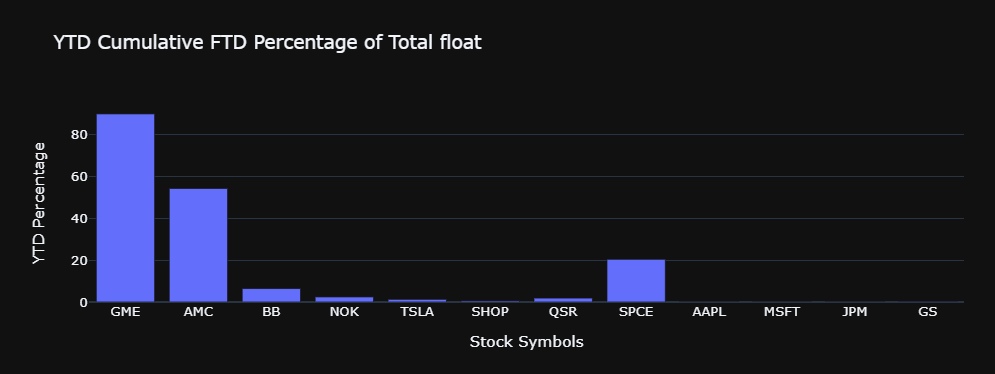 YTD Cumulative FTD Percentage of Total float
YTD Percentage
80
60
40
20
0
GME AMC BB NOK TSLA SHOP QSR SPCE AAPL MSFT JPM GS
Stock Symbols